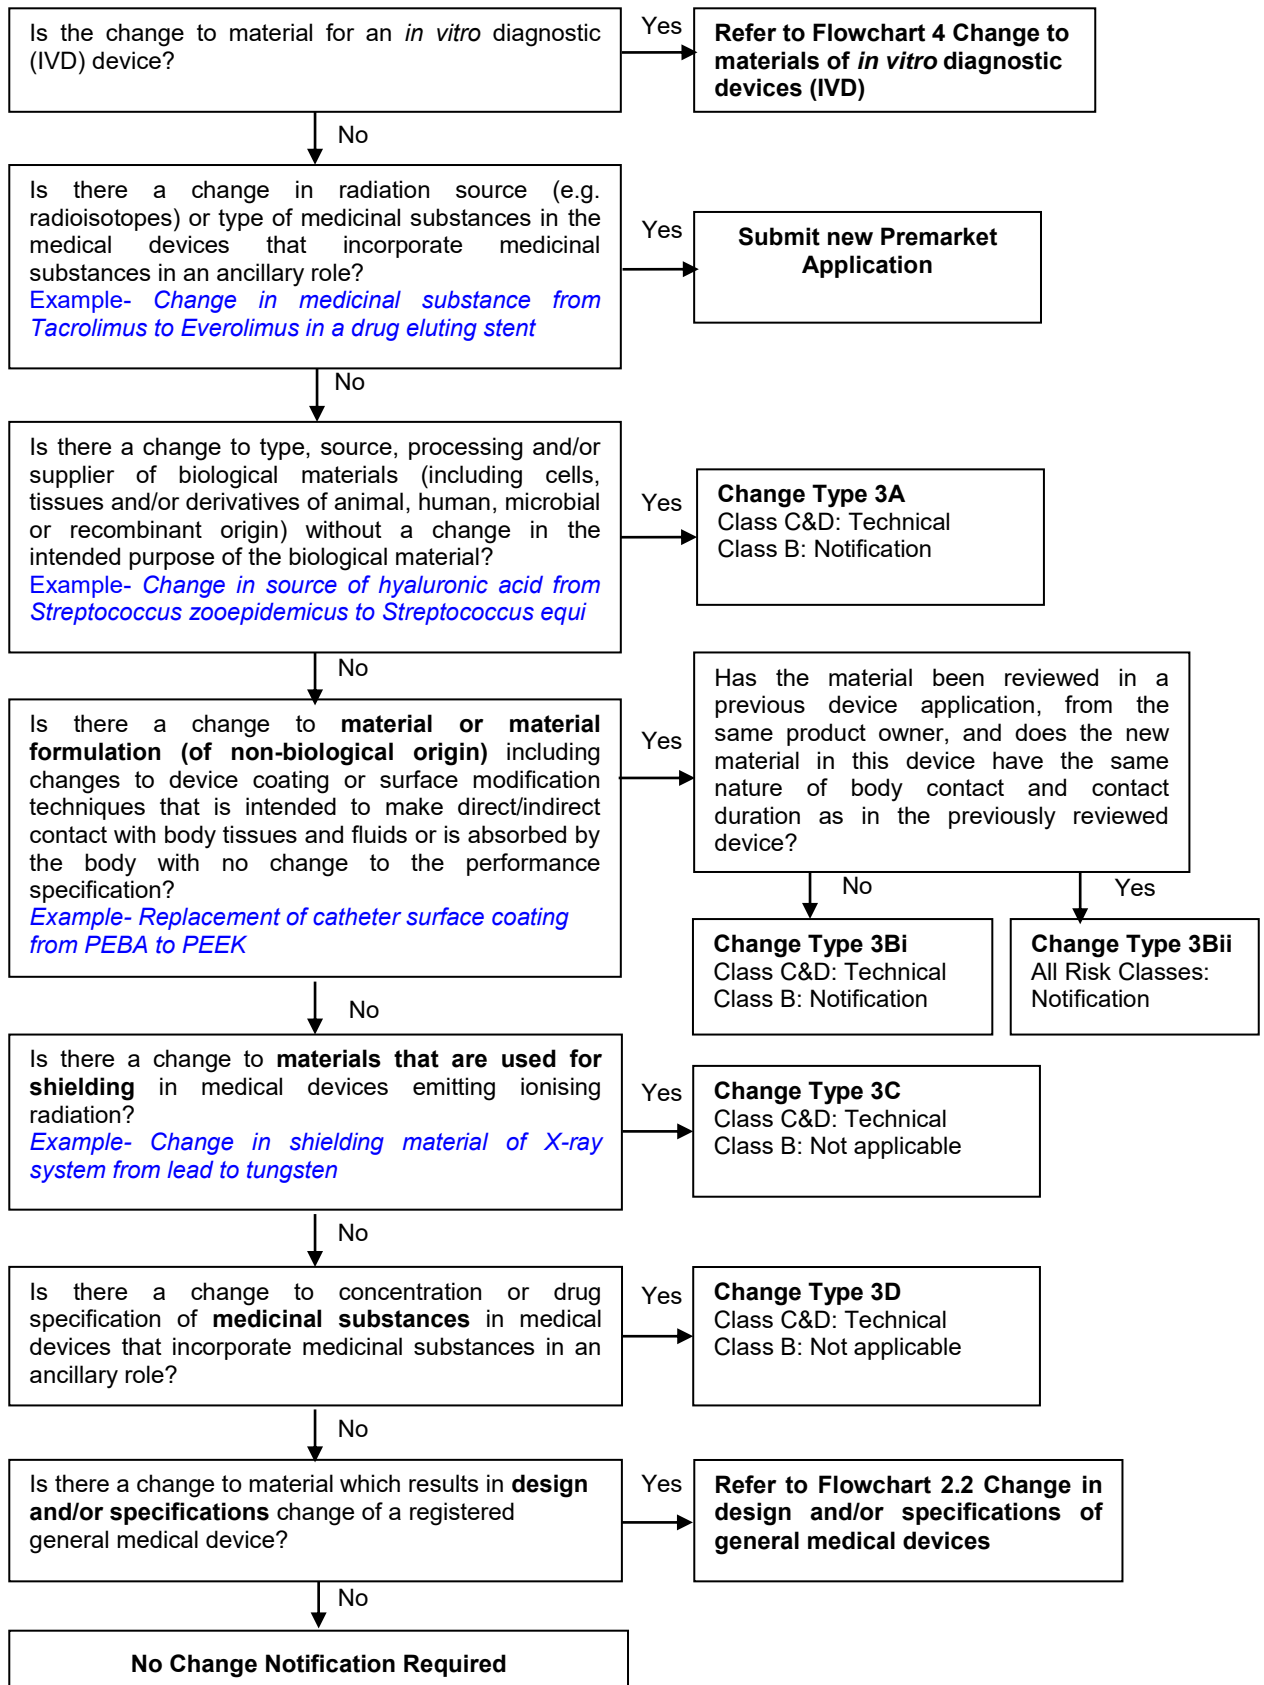 Is the change to material for an in vitro diagnostic
(IVD) device?
Yes
Refer to Flowchart 4 Change to
materials of in vitro diagnostic
devices (IVD)
No
Is there a change in radiation source (e.g.
radioisotopes) or type of medicinal substances in the
medical devices that incorporate medicinal
substances in an ancillary role?
Example- Change in medicinal substance from
Tacrolimus to Everolimus in a drug eluting stent
Yes
Submit new Premarket
Application
No
Is there a change to type, source, processing and/or
supplier of biological materials (including cells,
tissues and/or derivatives of animal, human, microbial
or recombinant origin) without a change in the
intended purpose of the biological material?
Example- Change in source of hyaluronic acid from
Streptococcus zooepidemicus to Streptococcus equi
Yes
Change Type 3A
Class C&D: Technical
Class B: Notification
No
Is there a change to material or material
formulation (of non-biological origin) including
changes to device coating or surface modification
techniques that is intended to make direct/indirect
contact with body tissues and fluids or is absorbed by
the body with no change to the performance
specification?
Example- Replacement of catheter surface coating
from PEBA to PEEK
Yes
Has the material been reviewed in a
previous device application, from the
same product owner, and does the new
material in this device have the same
nature of body contact and contact
duration as in the previously reviewed
device?
No
Yes
Change Type 3Bi
Class C&D: Technical
Class B: Notification
Change Type 3Bii
All Risk Classes:
Notification
No
Is there a change to materials that are used for
shielding in medical devices emitting ionising
radiation?
Example- Change in shielding material of X-ray
system from lead to tungsten
Yes
Change Type 3C
Class C&D: Technical
Class B: Not applicable
No
Is there a change to concentration or drug
specification of medicinal substances in medical
devices that incorporate medicinal substances in an
ancillary role?
Yes
Change Type 3D
Class C&D: Technical
Class B: Not applicable
No
Is there a change to material which results in design
and/or specifications change of a registered
general medical device?
Yes
Refer to Flowchart 2.2 Change in
design and/or specifications of
general medical devices
No
No Change Notification Required